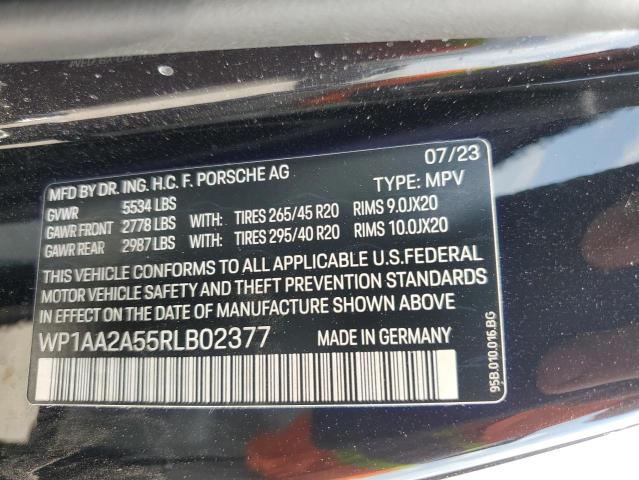 MFD BY DR. ING. H.C. F. PORSCHE AG 07/23
GVWR 5534 LBS TYPE: MPV
GAWR FRONT 2778 LBS WITH: TIRES 265/45 R20 RIMS 9.0JX20
GAWR REAR 2987 LBS WITH: TIRES 295/40 R20 RIMS 10.0JX20
THIS VEHICLE CONFORMS TO ALL APPLICABLE U.S.FEDERAL
MOTOR VEHICLE SAFETY AND THEFT PREVENTION STANDARDS
IN EFFECT ON THE DATE OF MANUFACTURE SHOWN ABOVE
WP1AA2A55RLB02377 MADE IN GERMANY
95B.010.016.BG